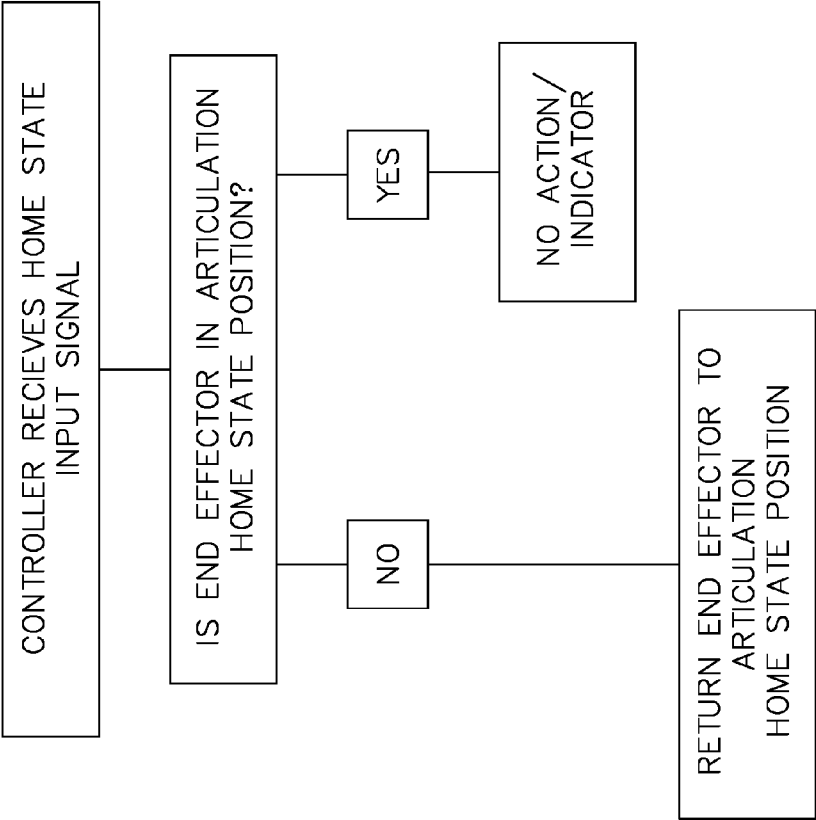 CONTROLLER RECIEVES HOME STATE
INPUT SIGNAL
IS END EFFECTOR IN ARTICULATION
HOME STATE POSITION?
NO
YES
NO ACTION/
INDICATOR
RETURN END EFFECTOR TO
ARTICULATION
HOME STATE POSITION